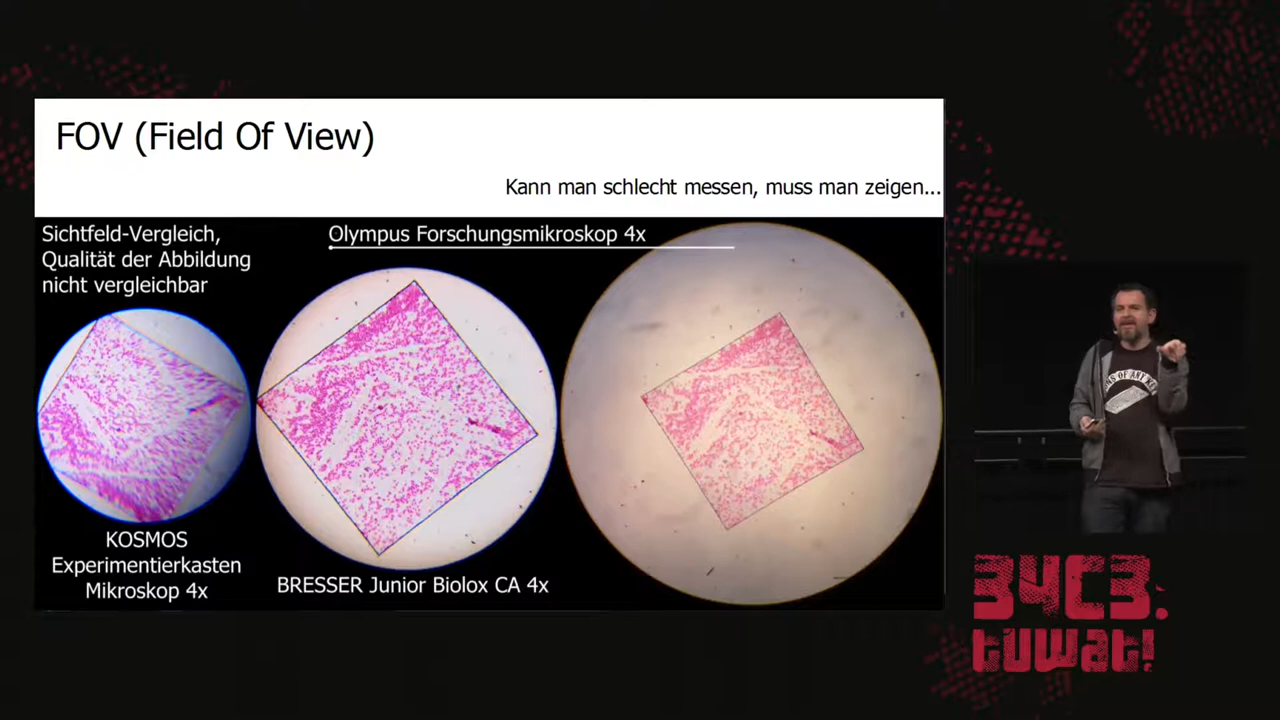 FOV (Field Of View)
Kann man schlecht messen, muss man zeigen...
Sichtfeld-Vergleich,
Qualität der Abbildung
nicht vergleichbar
Olympus Forschungsmikroskop 4x
KOSMOS
Experimentierkasten
Mikroskop 4x
BRESSER Junior Biolox CA 4x
34C3.
tuwat!